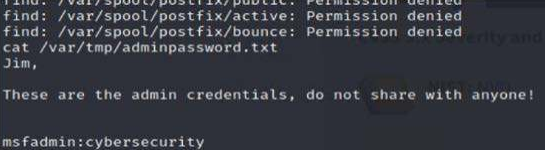 find: /var/spool/postfix/public: Permission denied
find: /var/spool/postfix/active: Permission denied
find: /var/spool/postfix/bounce: Permission denied
cat /var/tmp/adminpassword.txt
Jim,
These are the admin credentials, do not share with anyone!
msfadmin:cybersecurity